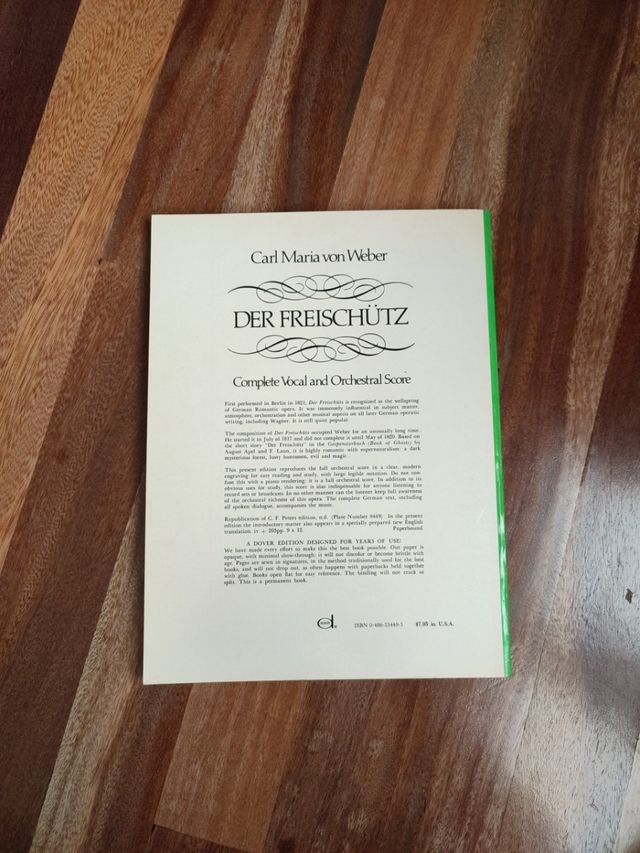 Carl Maria von Weber
DER FREISCHÜTZ
Complete Vocal and Orchestral Score
First performed in Berlin in 1821, Der Freischütz is recognized as the wellspring
of German Romantic opera. It was immensely influential in subject matter,
atmosphere, orchestration and other musical aspects on all later German operatic
writing, including Wagner. It is still quite popular.
The composition of Der Freischütz occupied Weber for an unusually long time.
He started it in July of 1817 and did not complete it until May of 1820. Based on
the short story "Der Freischütz" in the Gespensterbuch (Book of Ghosts) by
August Apel and F. Laun, it is highly romantic with supernaturalism: a dark
mysterious forest, lusty huntsmen, evil and magic.
This present edition reproduces the full orchestral score in a clear, modern
engraving for easy reading and study, with large legible notation. Do not con-
fuse this with a piano rendering; it is a full score. In addition to its
obvious uses for study, this score is also indispensable for anyone listening to
record sets or broadcasts. In no other manner can the listener keep full awareness
of the orchestral richness of this opera. The complete German text, including
all spoken dialogue, accompanies the music.
Republication of C. F. Peters edition, n.d. (Plate Number 8449). In the present
edition the introductory matter also appears in a specially prepared new English
translation. iv + 203pp. 9 x 12. Paperbound
A DOVER EDITION DESIGNED FOR YEARS OF USE!
We have made every effort to make this the best book possible. Our paper is
opaque, with minimal show-through; it will not discolor or become brittle with
age. Pages are sewn in signatures, in the method traditionally used for the best
books, and will not drop out, as often happens with paperbacks held together
with glue. Books open flat for easy reference. The binding will not crack or
split. This is a permanent book.
ISBN 0-486-23449-5 $7.95 in U.S.A.